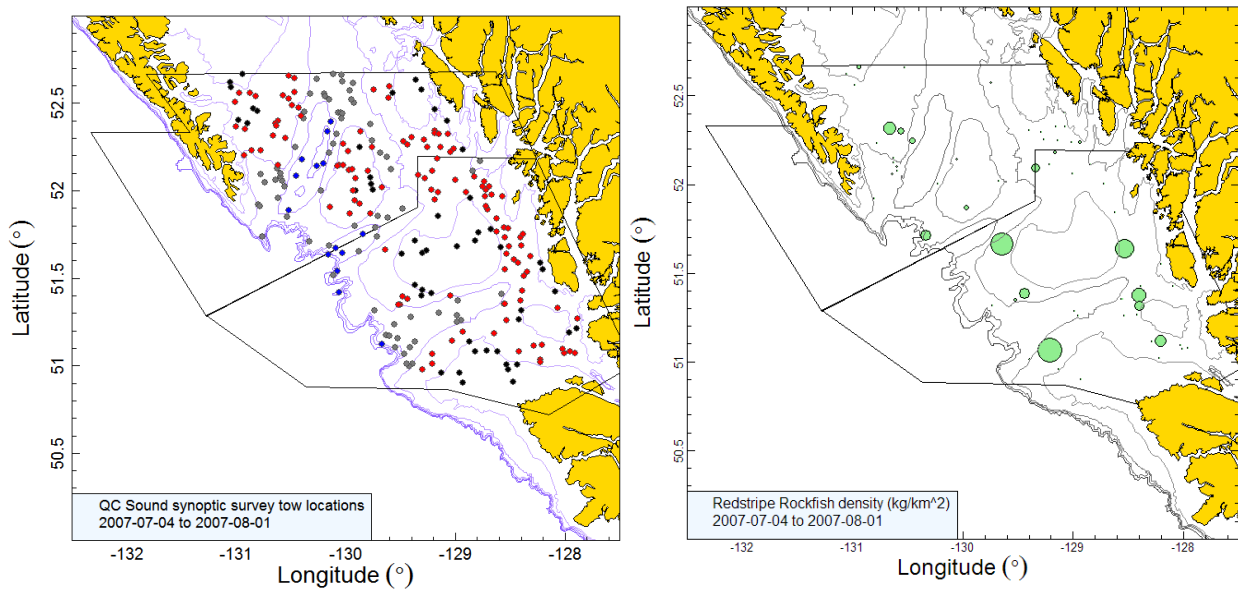 52.5
52
51.5
51
50.5
Latitude (°)
QC Sound synoptic survey tow locations
2007-07-04 to 2007-08-01
-132
-131
-130
-129
-128
Longitude (°)
52.5
52
51.5
51
50.5
Latitude (°)
Redstripe Rockfish density (kg/km^2)
2007-07-04 to 2007-08-01
-132
-131
-130
-129
-128
Longitude (°)